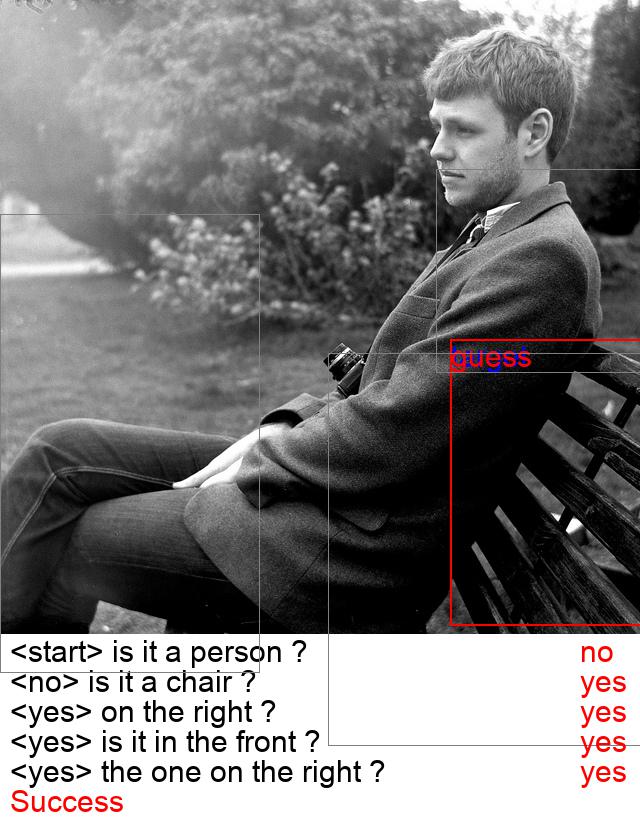 guess
<start> is it a person ? no
<no> is it a chair ? yes
<yes> on the right ? yes
<yes> is it in the front ? yes
<yes> the one on the right ? yes
Success